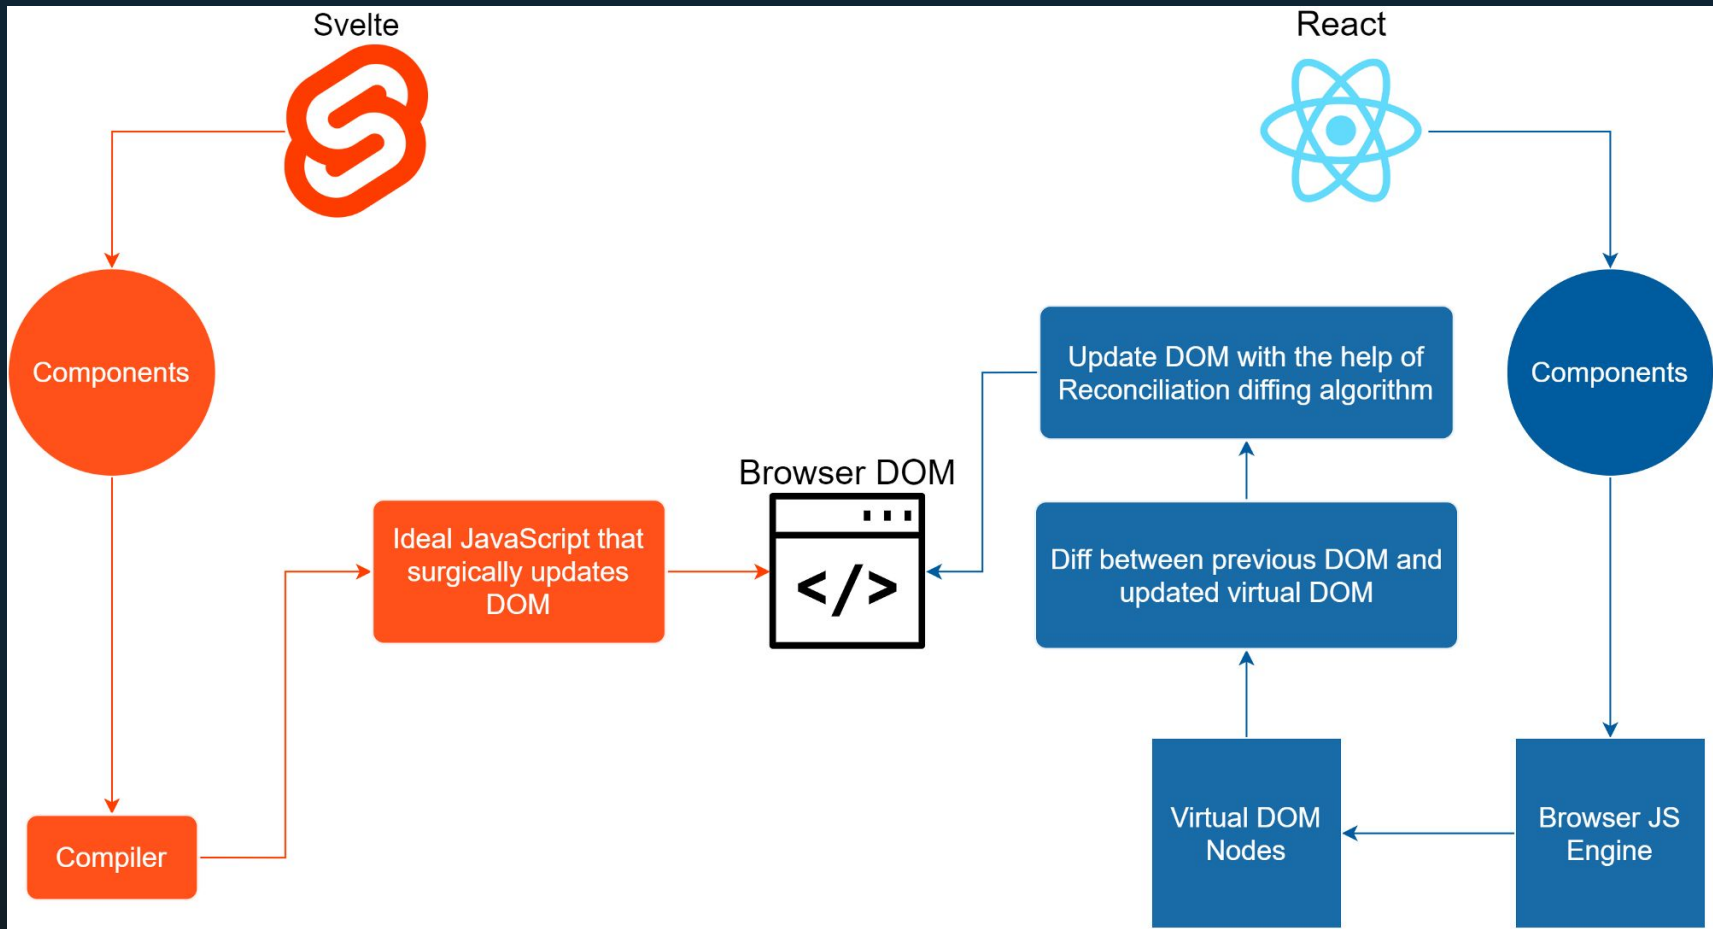 Svelte
React
Components
Update DOM with the help of
Reconciliation diffing algorithm
Components
Browser DOM
</>
Ideal JavaScript that
surgically updates
DOM
Diff between previous DOM and
updated virtual DOM
Compiler
Virtual DOM
Nodes
Browser JS
Engine